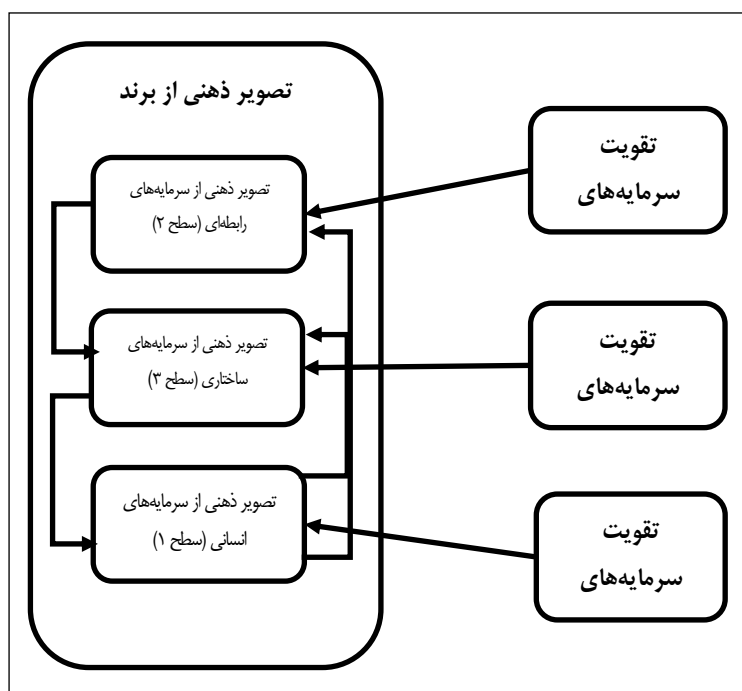 تصویر ذهنی از برند
تصویر ذهنی از سرمایه‌های
رابطه‌ای (سطح ۲)
تقویت
سرمایه‌های
تصویر ذهنی از سرمایه‌های
ساختاری (سطح ۳)
تقویت
سرمایه‌های
تصویر ذهنی از سرمایه‌های
انسانی (سطح ۱)
تقویت
سرمایه‌های